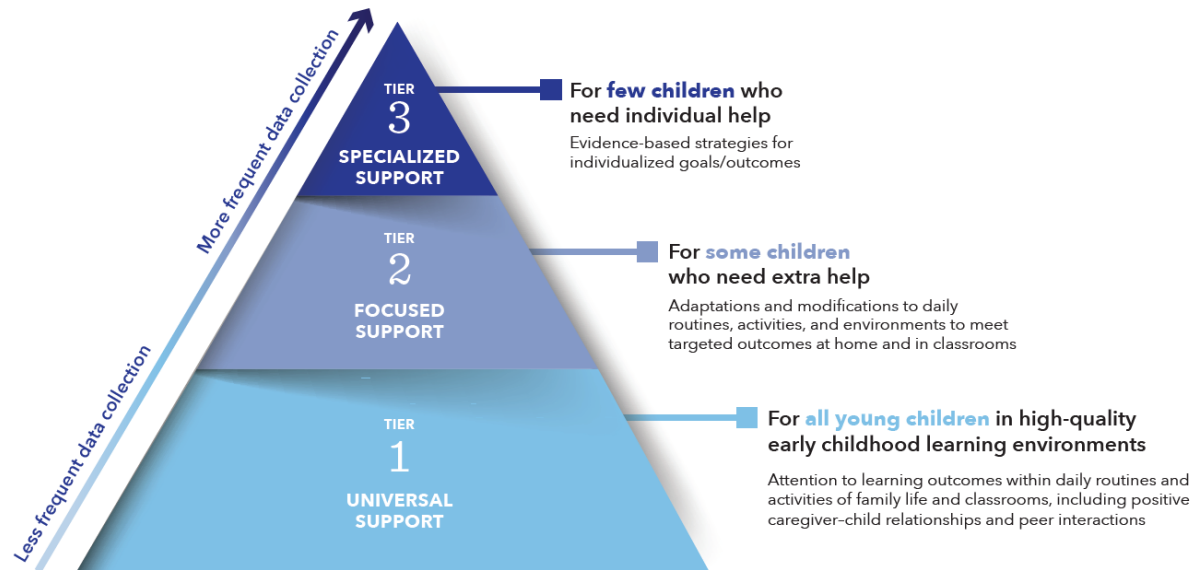 More frequent data collection
Less frequent data collection
TIER
3
SPECIALIZED
SUPPORT
For few children who
need individual help
Evidence-based strategies for
individualized goals/outcomes
TIER
2
FOCUSED
SUPPORT
For some children
who need extra help
Adaptations and modifications to daily
routines, activities, and environments to meet
targeted outcomes at home and in classrooms
TIER
1
UNIVERSAL
SUPPORT
For all young children in high-quality
early childhood learning environments
Attention to learning outcomes within daily routines and
activities of family life and classrooms, including positive
caregiver–child relationships and peer interactions